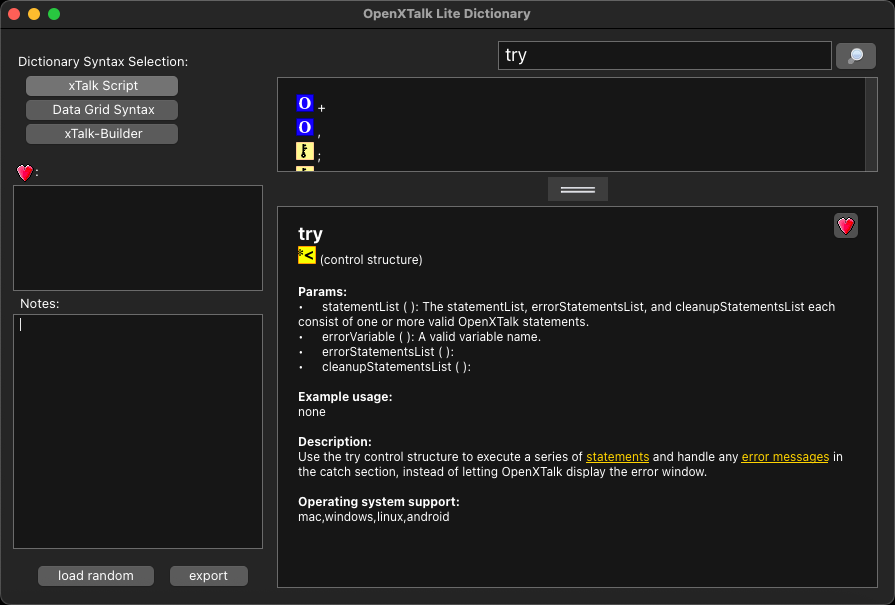 OpenXTalk Lite Dictionary
Dictionary Syntax Selection:
xTalk Script
Data Grid Syntax
xTalk-Builder
:
Notes:
load random
export
try
O +
O ,
;
try
*< (control structure)
Params:
• statementList ( ): The statementList, errorStatementsList, and cleanupStatementsList each
consist of one or more valid OpenXTalk statements.
• errorVariable ( ): A valid variable name.
• errorStatementsList ( ):
• cleanupStatementsList ( ):
Example usage:
none
Description:
Use the try control structure to execute a series of statements and handle any error messages in
the catch section, instead of letting OpenXTalk display the error window.
Operating system support:
mac,windows,linux,android